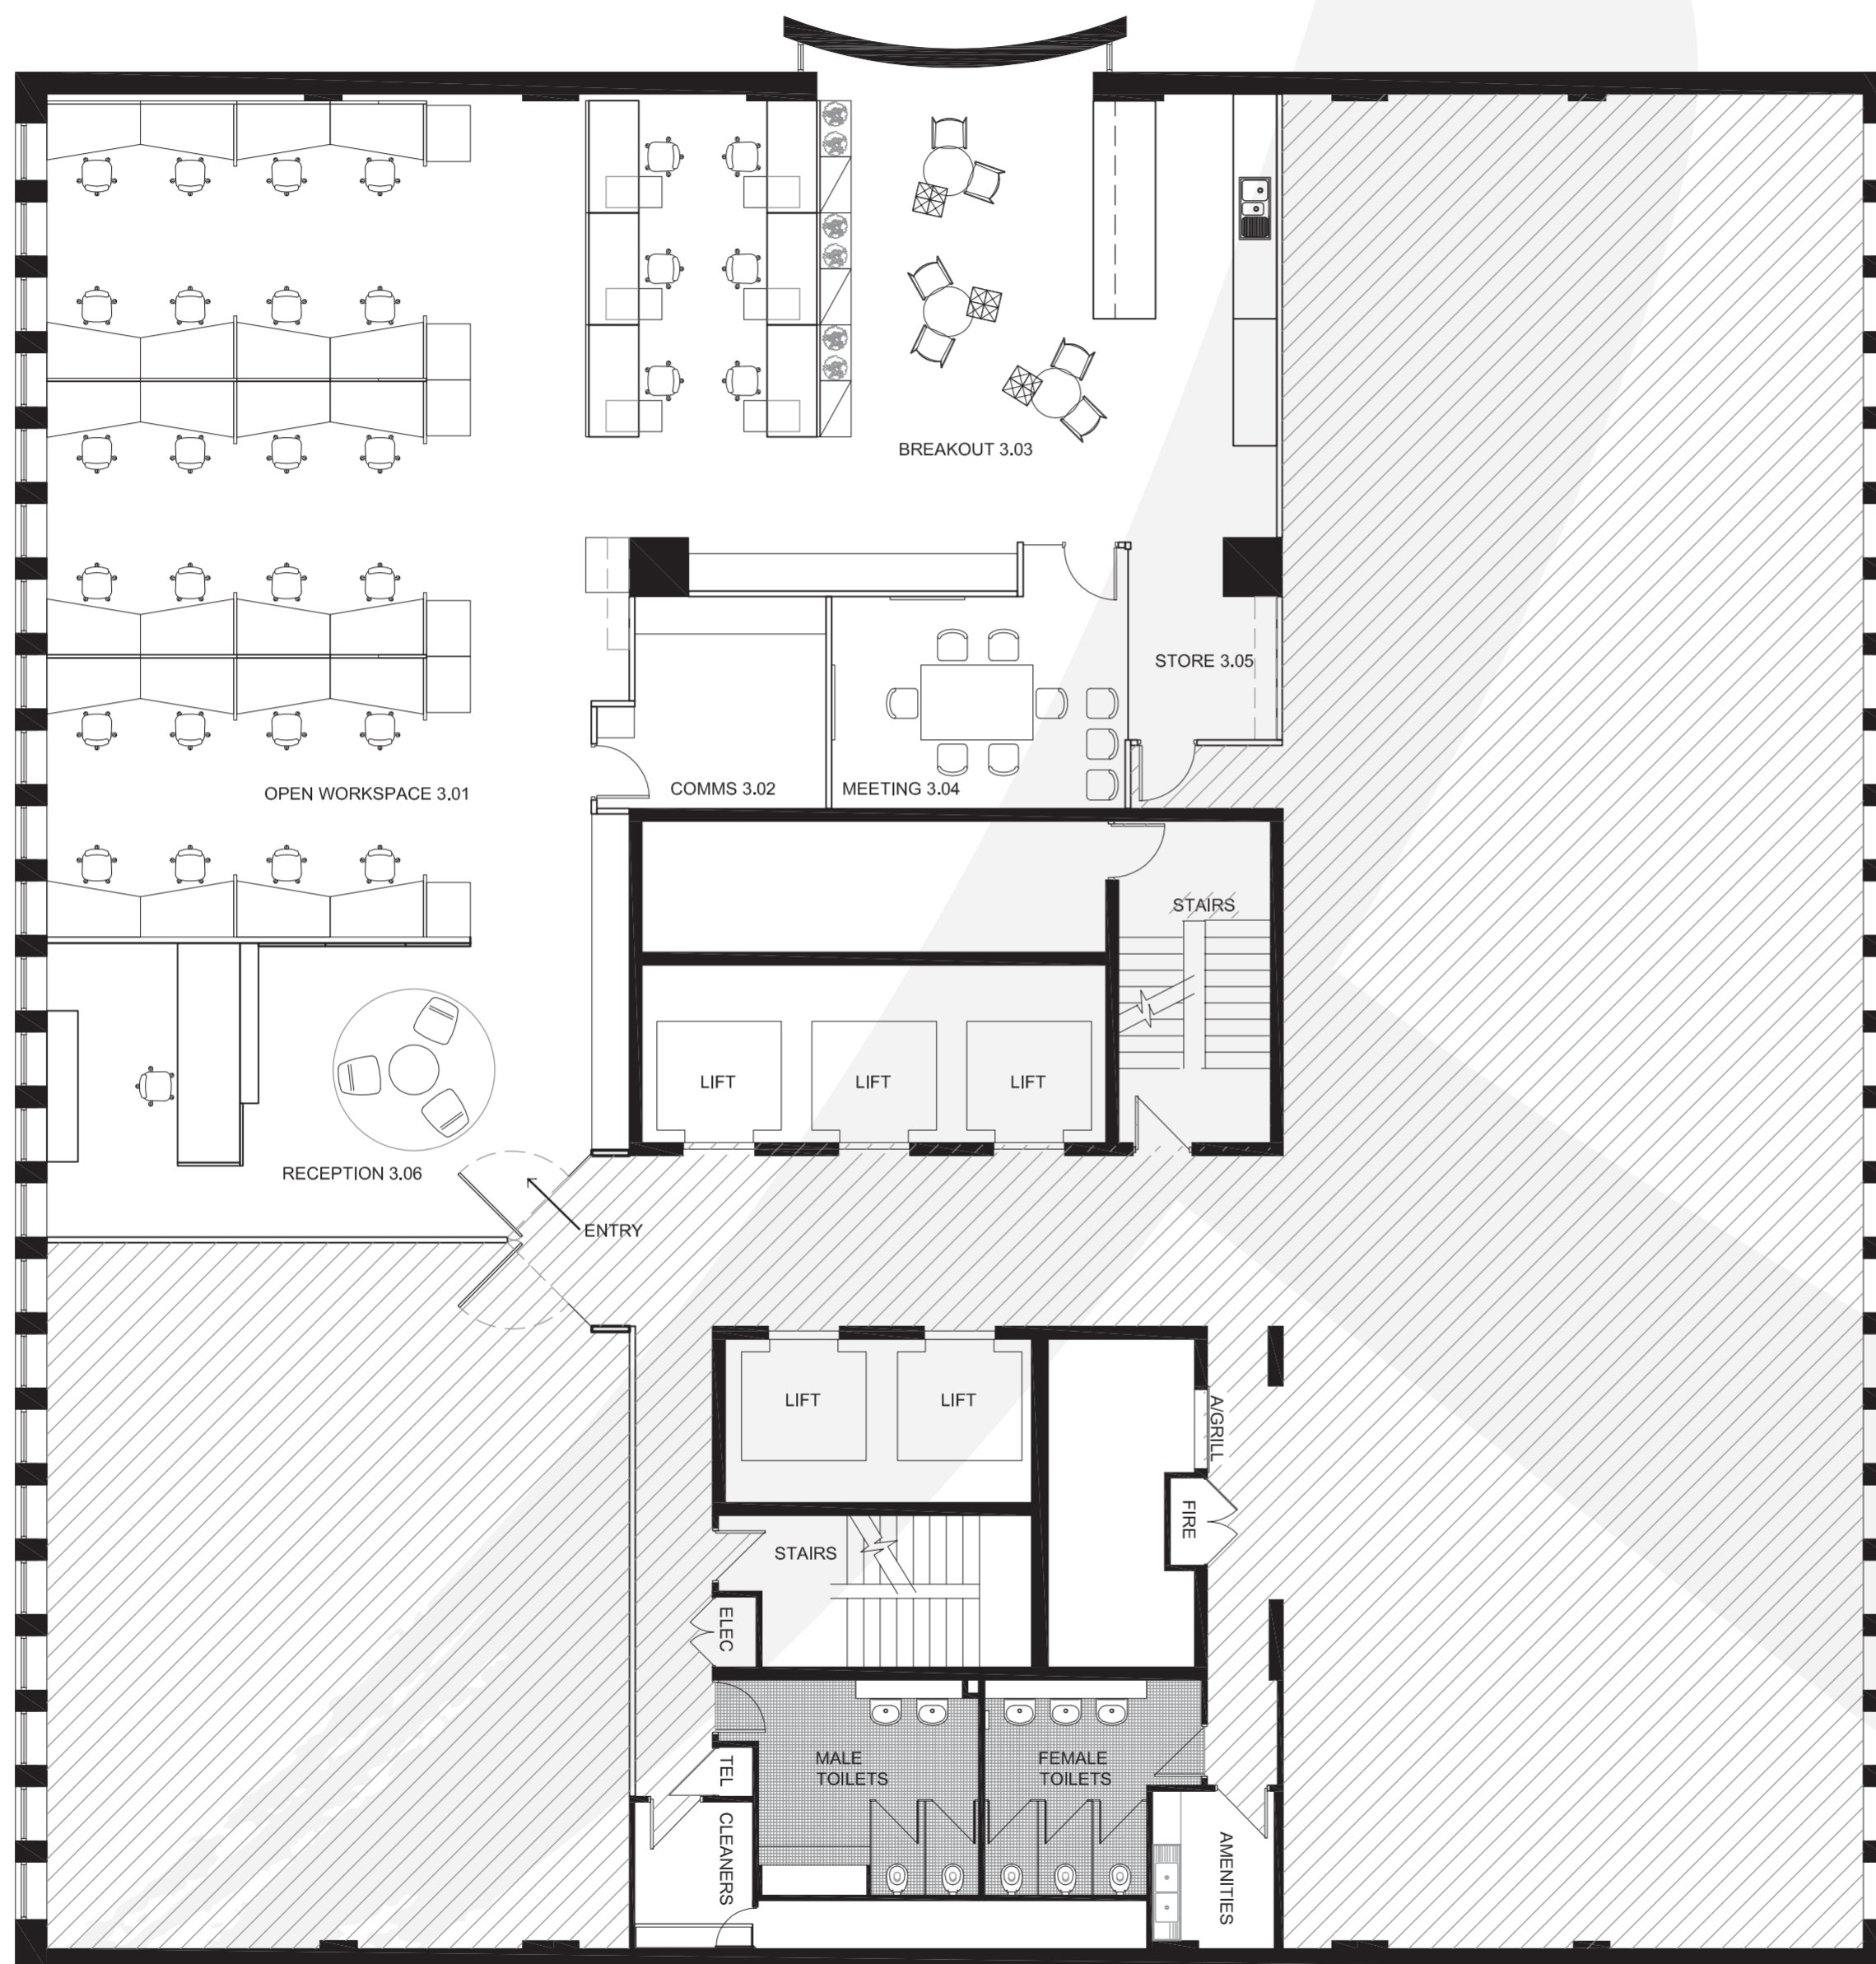 BREAKOUT 3.03
STORE 3.05
OPEN WORKSPACE 3.01
COMMS 3.02
MEETING 3.04
STAIRS
LIFT
LIFT
LIFT
RECEPTION 3.06
ENTRY
LIFT
LIFT
A/GRILL
FIRE
STAIRS
ELEC
MALE
TOILETS
FEMALE
TOILETS
TEL
CLEANERS
AMENITIES